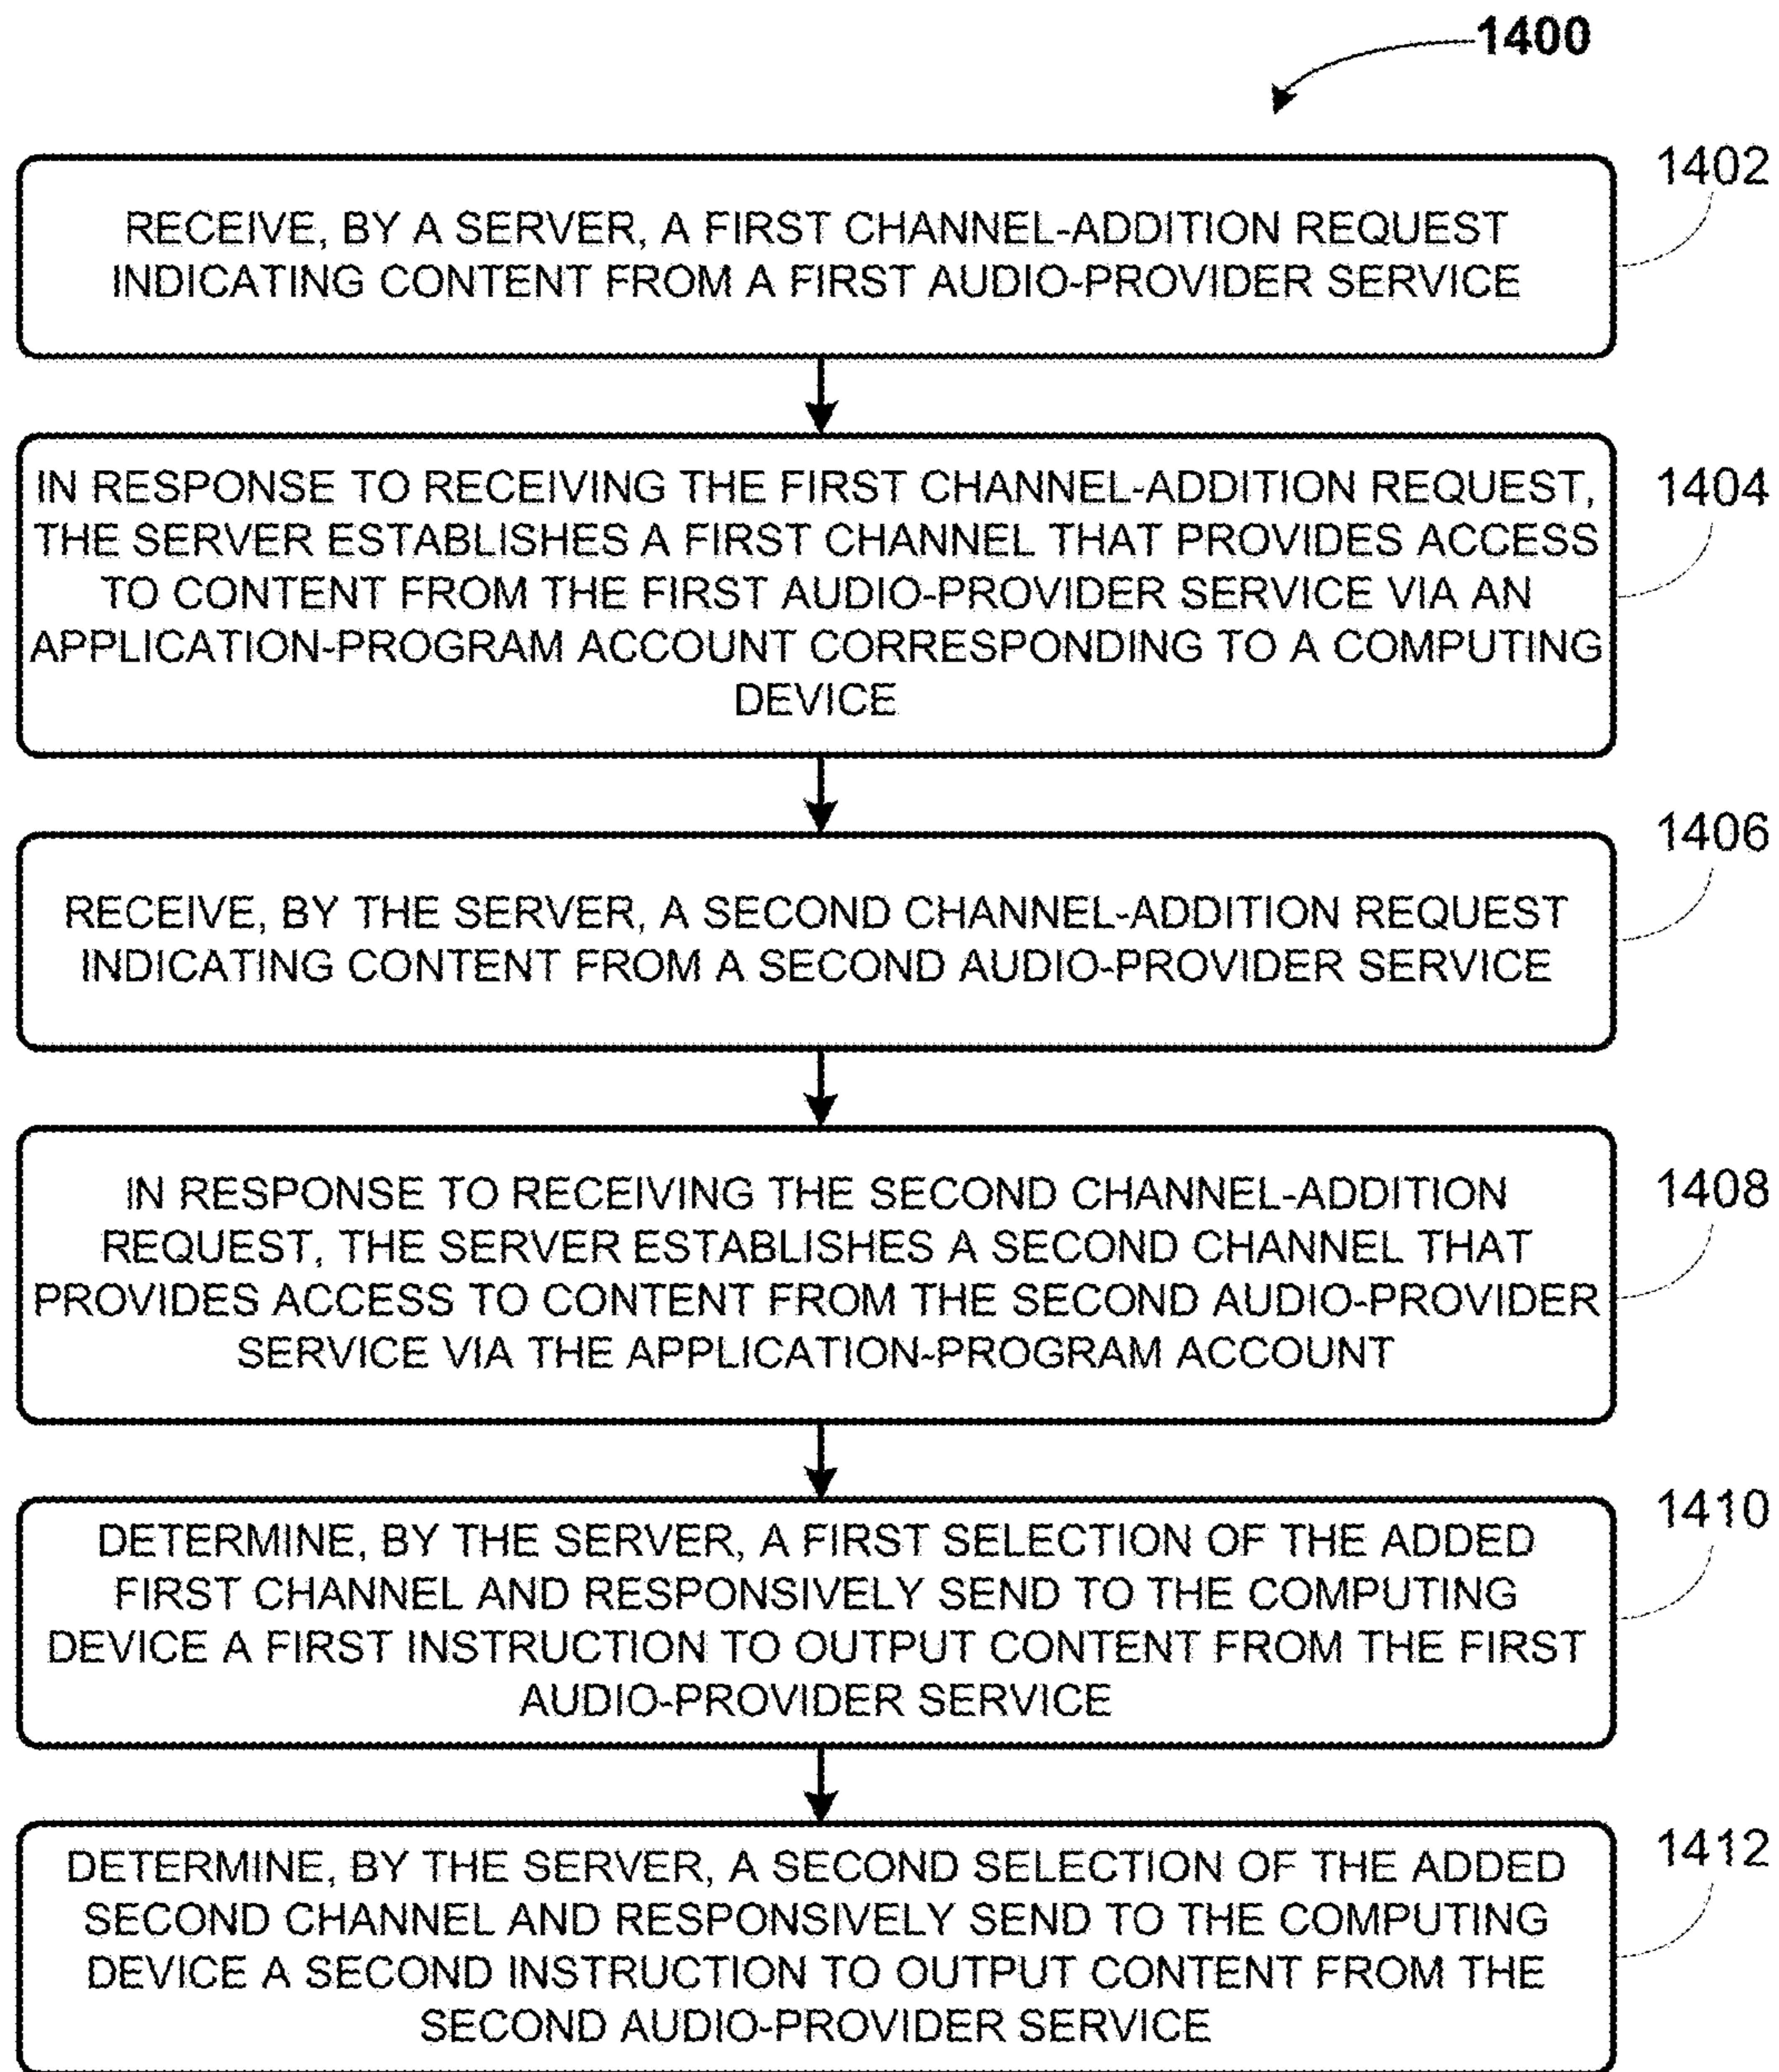 1400
1402
RECEIVE, BY A SERVER, A FIRST CHANNEL-ADDITION REQUEST
INDICATING CONTENT FROM A FIRST AUDIO-PROVIDER SERVICE
1404
IN RESPONSE TO RECEIVING THE FIRST CHANNEL-ADDITION REQUEST,
THE SERVER ESTABLISHES A FIRST CHANNEL THAT PROVIDES ACCESS
TO CONTENT FROM THE FIRST AUDIO-PROVIDER SERVICE VIA AN
APPLICATION-PROGRAM ACCOUNT CORRESPONDING TO A COMPUTING
DEVICE
1406
RECEIVE, BY THE SERVER, A SECOND CHANNEL-ADDITION REQUEST
INDICATING CONTENT FROM A SECOND AUDIO-PROVIDER SERVICE
1408
IN RESPONSE TO RECEIVING THE SECOND CHANNEL-ADDITION
REQUEST, THE SERVER ESTABLISHES A SECOND CHANNEL THAT
PROVIDES ACCESS TO CONTENT FROM THE SECOND AUDIO-PROVIDER
SERVICE VIA THE APPLICATION-PROGRAM ACCOUNT
1410
DETERMINE, BY THE SERVER, A FIRST SELECTION OF THE ADDED
FIRST CHANNEL AND RESPONSIVELY SEND TO THE COMPUTING
DEVICE A FIRST INSTRUCTION TO OUTPUT CONTENT FROM THE FIRST
AUDIO-PROVIDER SERVICE
1412
DETERMINE, BY THE SERVER, A SECOND SELECTION OF THE ADDED
SECOND CHANNEL AND RESPONSIVELY SEND TO THE COMPUTING
DEVICE A SECOND INSTRUCTION TO OUTPUT CONTENT FROM THE
SECOND AUDIO-PROVIDER SERVICE